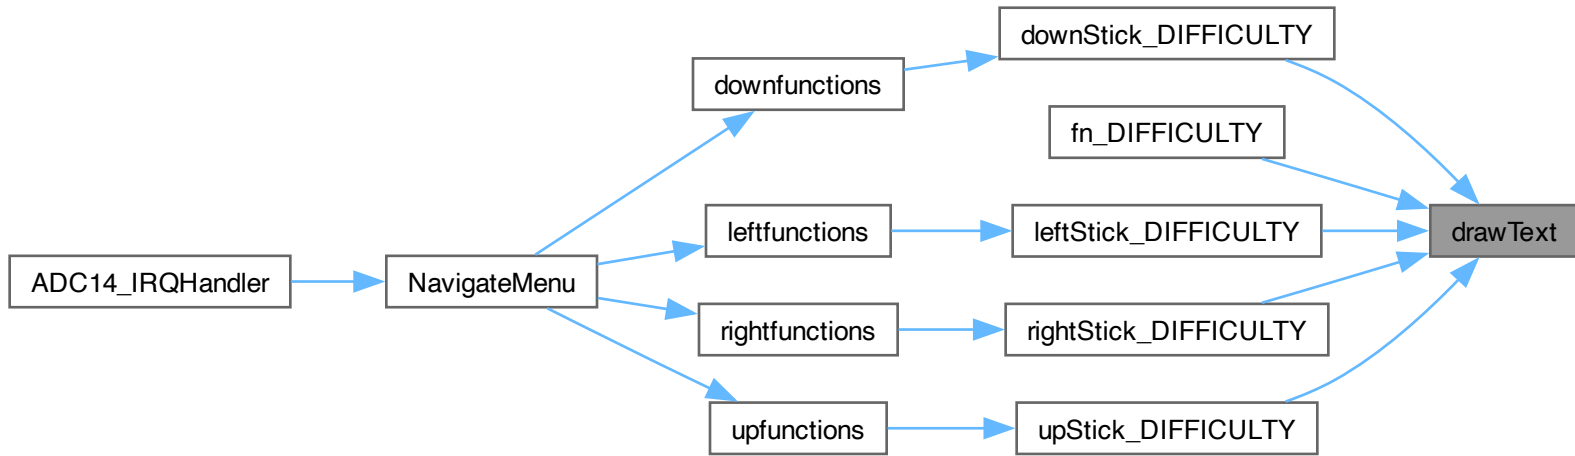 downStick_DIFFICULTY
downfunctions
fn_DIFFICULTY
leftfunctions
leftStick_DIFFICULTY
drawText
ADC14_IRQHandler
NavigateMenu
rightfunctions
rightStick_DIFFICULTY
upfunctions
upStick_DIFFICULTY